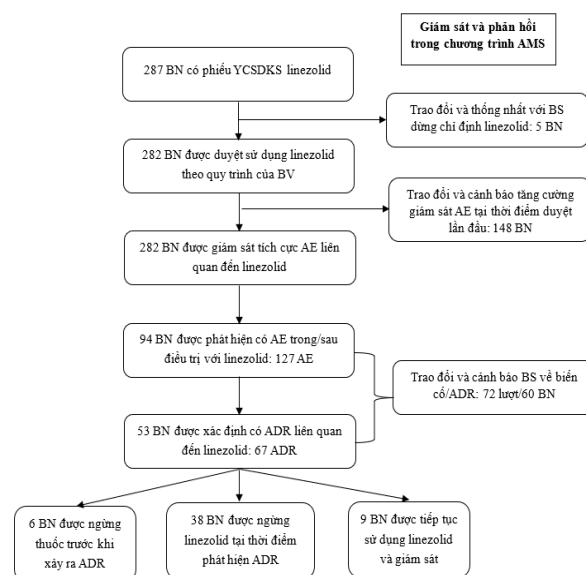 Giám sát và phản hồi
trong chương trình AMS
287 BN có phiếu YCSDKS linezolid
Trao đổi và thống nhất với BS
dừng chỉ định linezolid: 5 BN
282 BN được duyệt sử dụng linezolid
theo quy trình của BV
Trao đổi và cảnh báo tăng cường
giám sát AE tại thời điểm duyệt
lần đầu: 148 BN
282 BN được giám sát tích cực AE liên
quan đến linezolid
94 BN được phát hiện có AE trong/sau
điều trị với linezolid: 127 AE
Trao đổi và cảnh báo BS về biến
cố/ADR: 72 lượt/60 BN
53 BN được xác định có ADR liên quan
đến linezolid: 67 ADR
6 BN được ngừng
thuốc trước khi
xảy ra ADR
38 BN được ngừng
linezolid tại thời điểm
phát hiện ADR
9 BN được tiếp tục
sử dụng linezolid
và giám sát